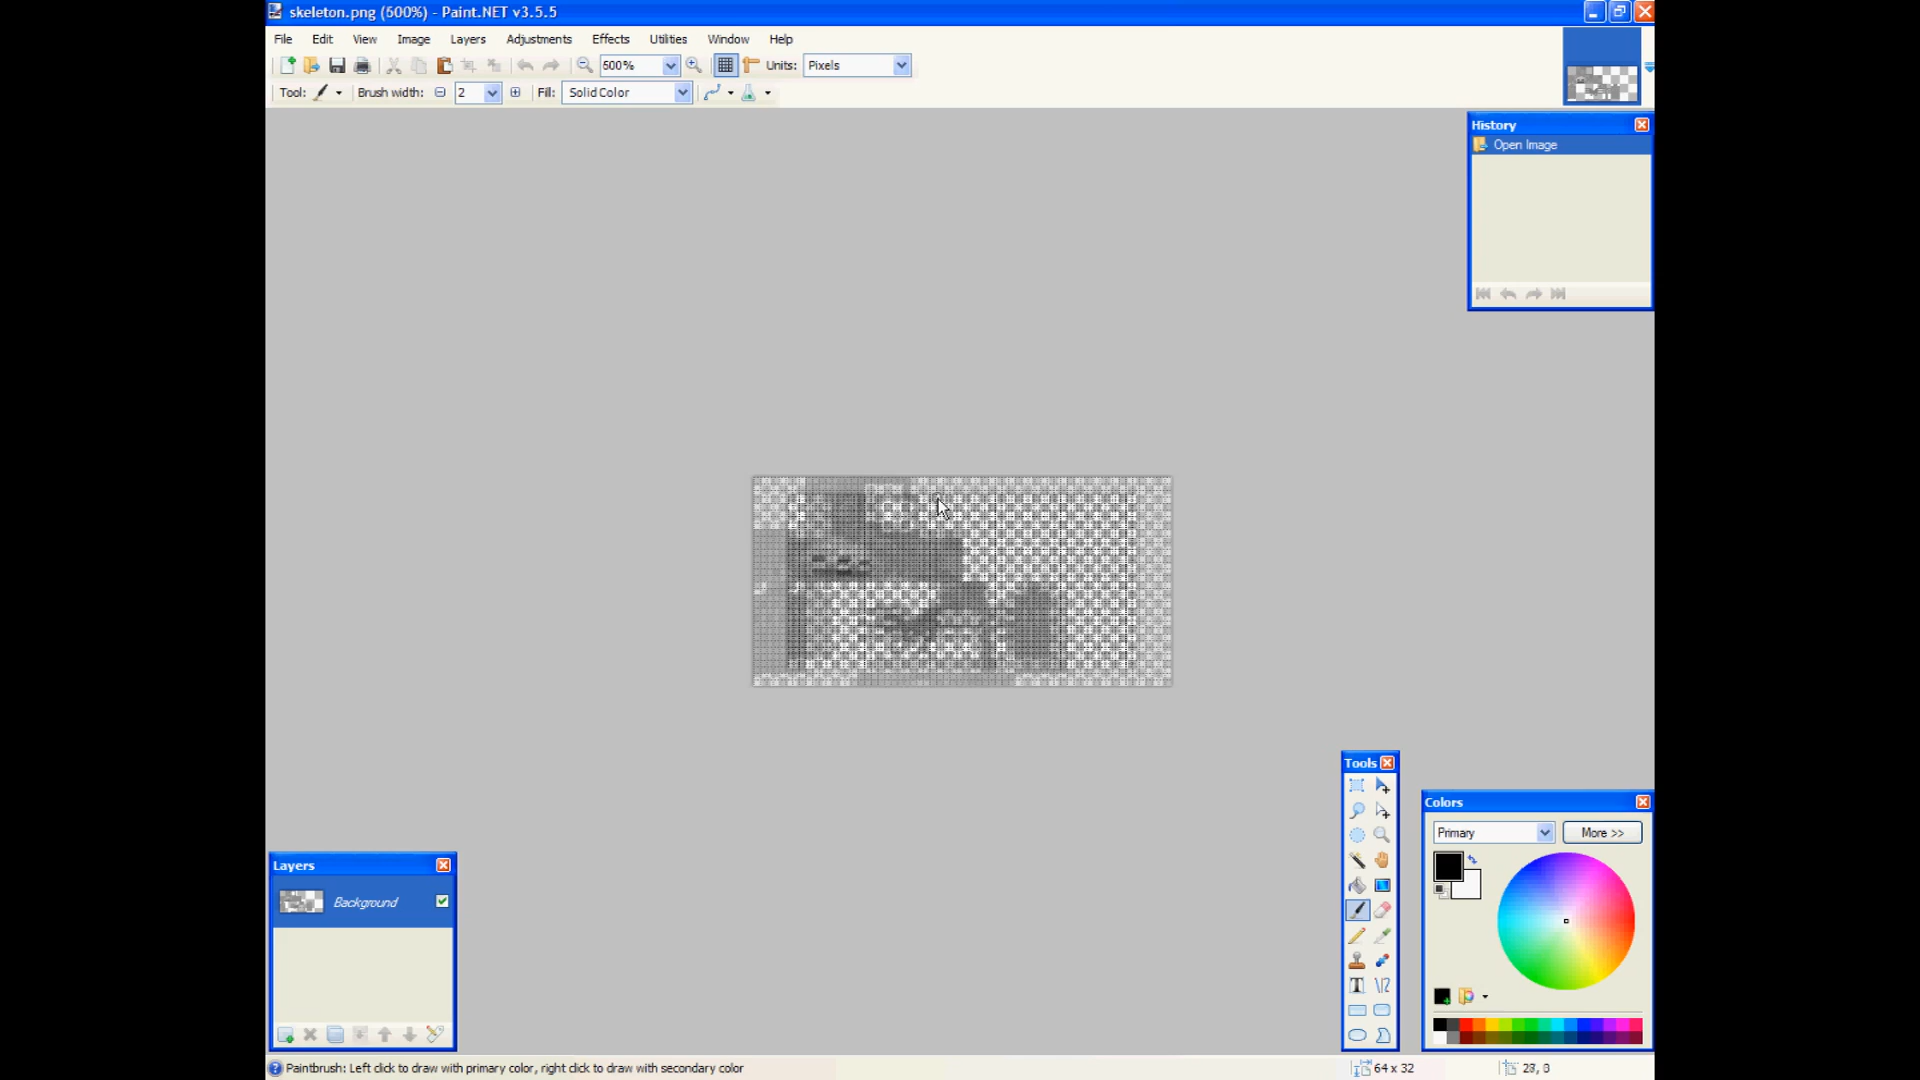 skeleton.png (500%) - Paint.NET v3.5.5
File Edit View Image Layers Adjustments Effects Utilities Window Help
500% Units: Pixels
Tool: Brush width: 2 Fill: Solid Color
History
Open Image
Tools
Colors
Primary More >>
Layers
Background
Paintbrush: Left click to draw with primary color, right click to draw with secondary color
64 x 32